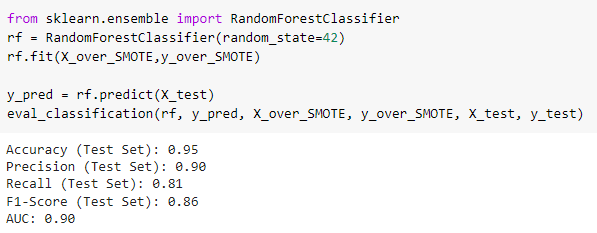 from sklearn.ensemble import RandomForestClassifier
rf = RandomForestClassifier(random_state=42)
rf.fit(X_over_SMOTE,y_over_SMOTE)
y_pred = rf.predict(X_test)
eval_classification(rf, y_pred, X_over_SMOTE, y_over_SMOTE, X_test, y_test)
Accuracy (Test Set): 0.95
Precision (Test Set): 0.90
Recall (Test Set): 0.81
F1-Score (Test Set): 0.86
AUC: 0.90